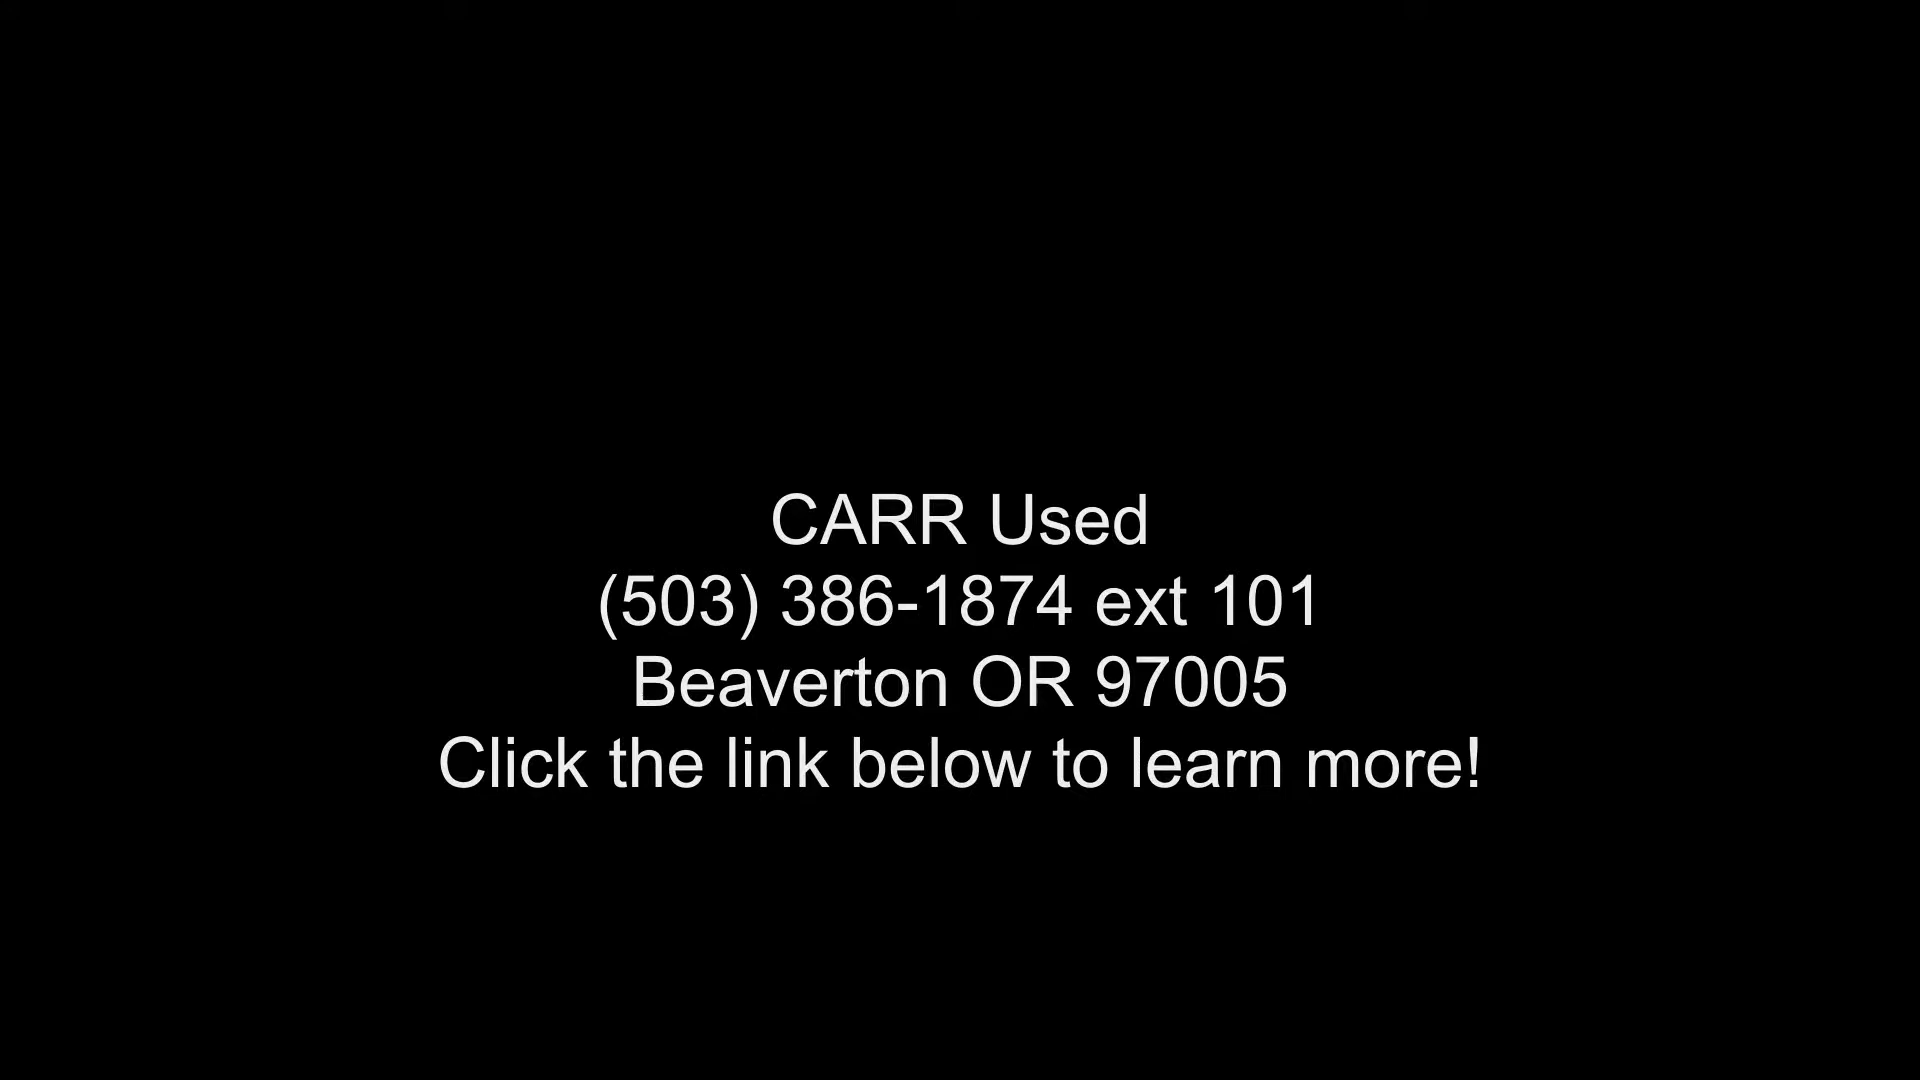 CARR Used
(503) 386-1874 ext 101
Beaverton OR 97005
Click the link below to learn more!